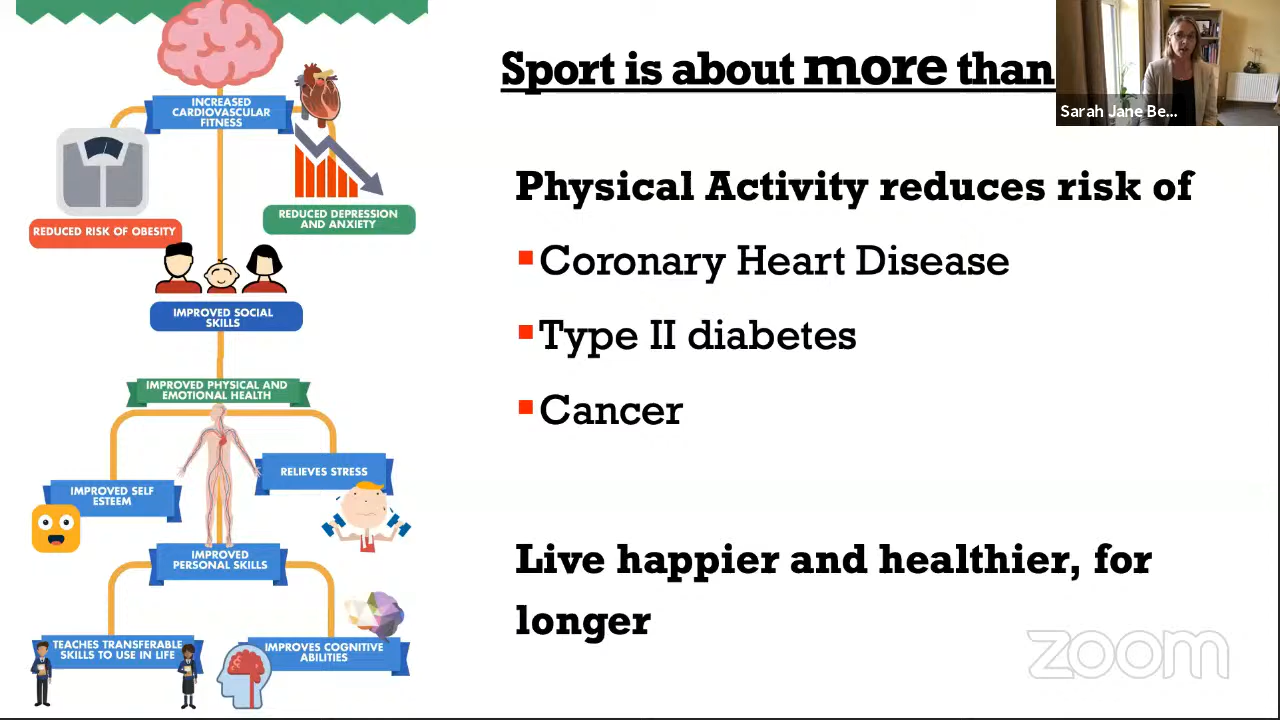 Sport is about more than
Sarah Jane Be...
INCREASED
CARDIOVASCULAR
FITNESS
REDUCED RISK OF OBESITY
REDUCED DEPRESSION
AND ANXIETY
IMPROVED SOCIAL
SKILLS
IMPROVED PHYSICAL AND
EMOTIONAL HEALTH
RELIEVES STRESS
IMPROVED SELF
ESTEEM
IMPROVED
PERSONAL SKILLS
TEACHES TRANSFERABLE
SKILLS TO USE IN LIFE
IMPROVES COGNITIVE
ABILITIES
Physical Activity reduces risk of
Coronary Heart Disease
Type II diabetes
Cancer
Live happier and healthier, for
longer
zoom